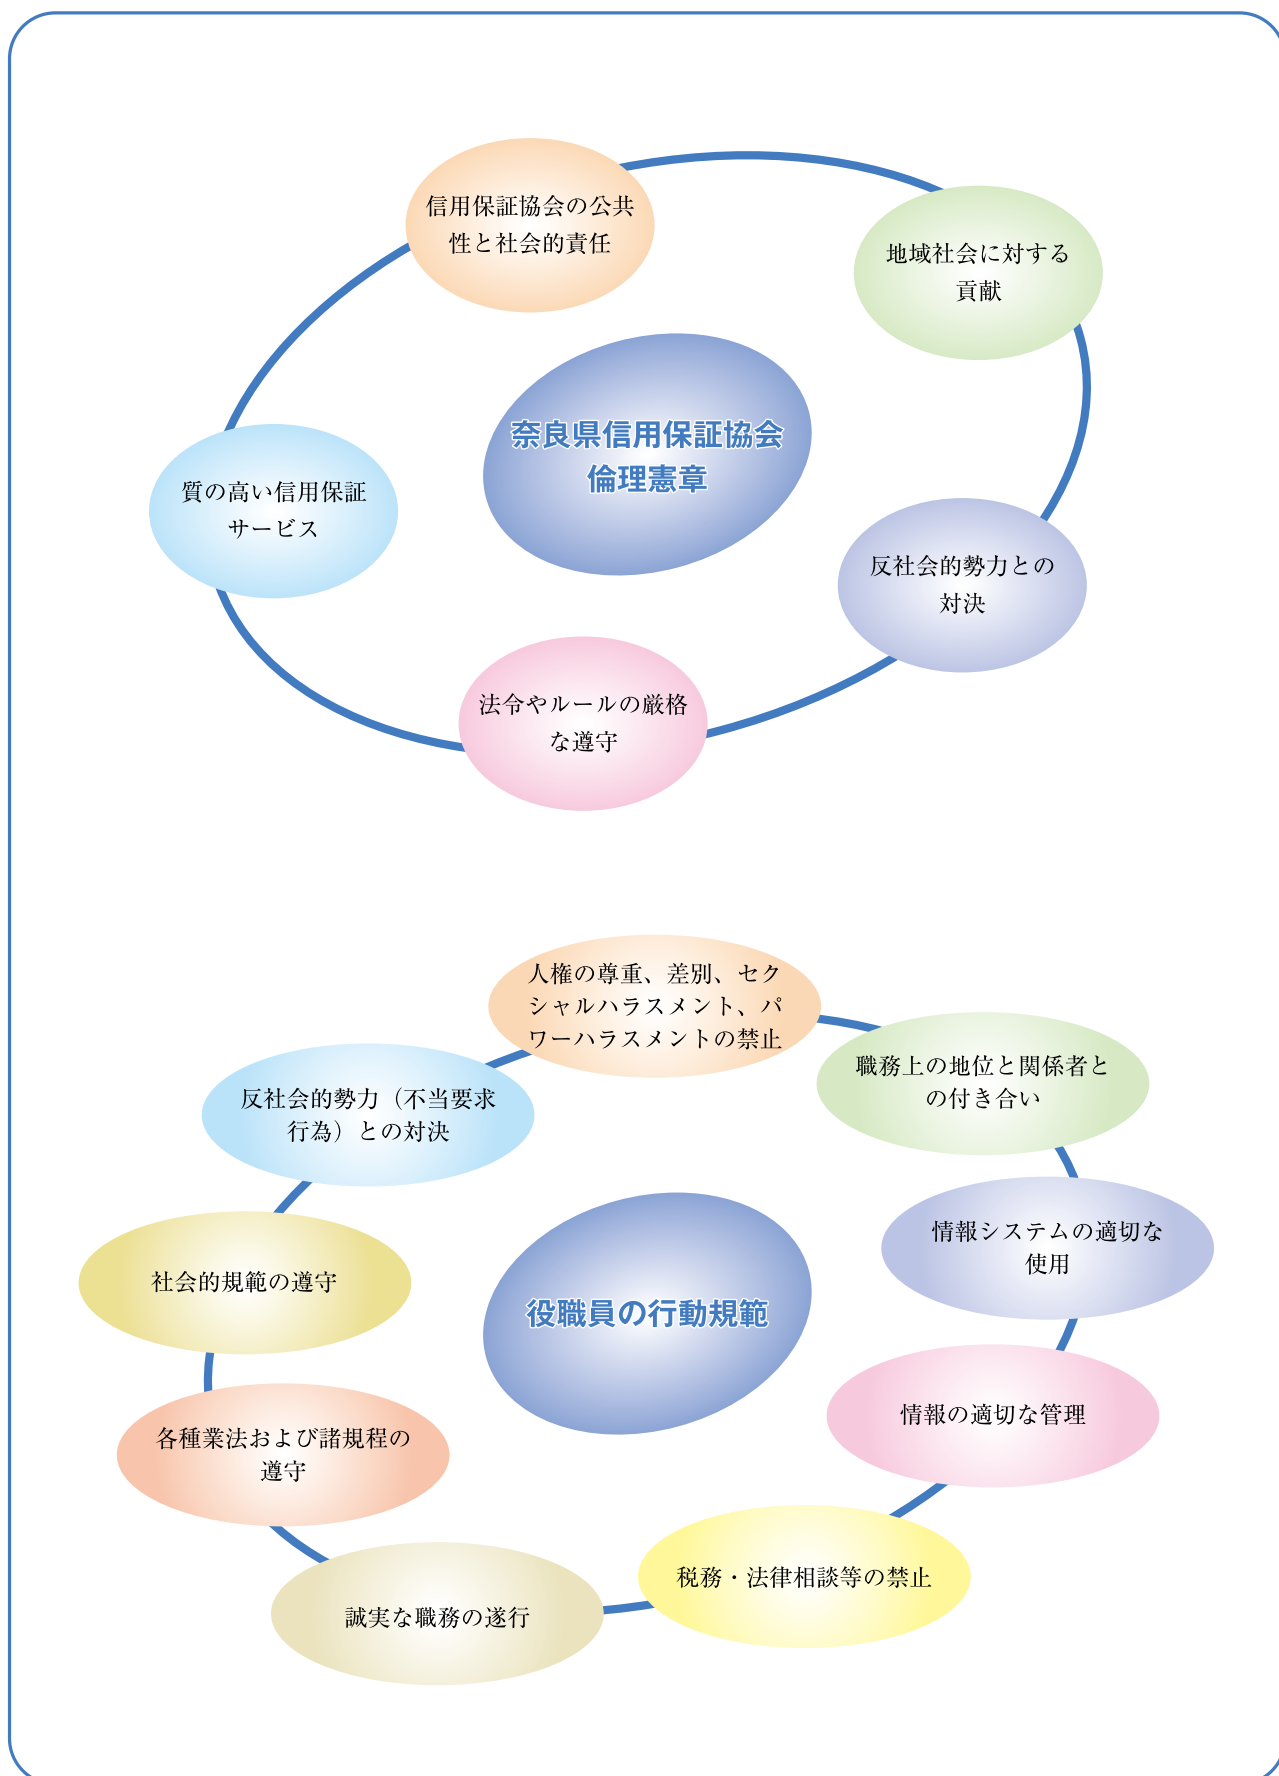 信用保証協会の公共
性と社会的責任
地域社会に対する
貢献
奈良県信用保証協会
倫理憲章
質の高い信用保証
サービス
反社会的勢力との
対決
法令やルールの厳格
な遵守
人権の尊重、差別、セク
シャルハラスメント、パ
ワーハラスメントの禁止
職務上の地位と関係者と
の付き合い
反社会的勢力（不当要求
行為）との対決
情報システムの適切な
使用
社会的規範の遵守
役職員の行動規範
情報の適切な管理
各種業法および諸規程の
遵守
税務・法律相談等の禁止
誠実な職務の遂行